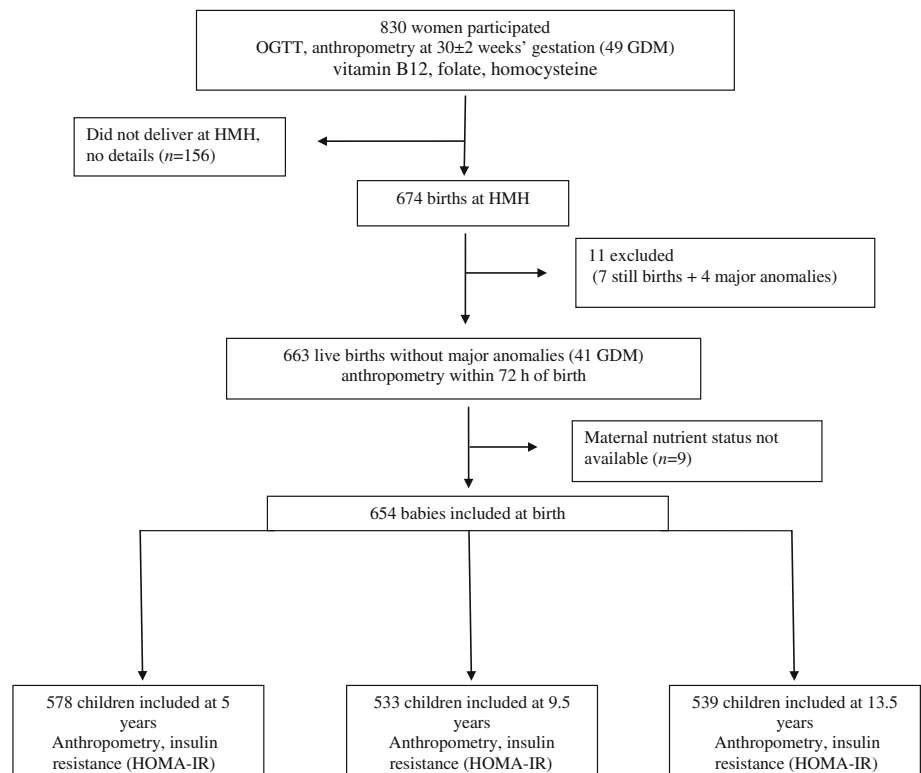 830 women participated
OGTT, anthropometry at 30±2 weeks' gestation (49 GDM)
vitamin B12, folate, homocysteine
Did not deliver at HMH,
no details (n=156)
674 births at HMH
11 excluded
(7 still births + 4 major anomalies)
663 live births without major anomalies (41 GDM)
anthropometry within 72 h of birth
Maternal nutrient status not
available (n=9)
654 babies included at birth
578 children included at 5
years
Anthropometry, insulin
resistance (HOMA-IR)
533 children included at 9.5
years
Anthropometry, insulin
resistance (HOMA-IR)
539 children included at 13.5
years
Anthropometry, insulin
resistance (HOMA-IR)